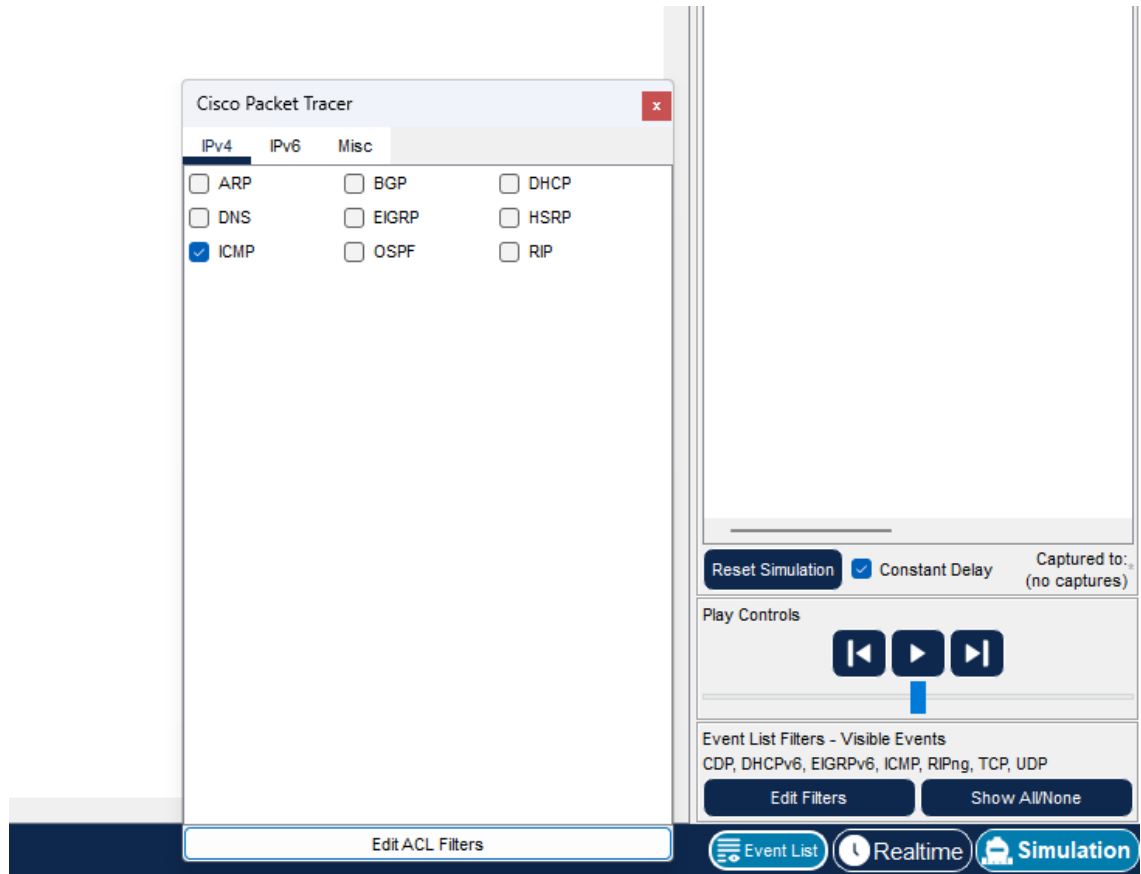 Cisco Packet Tracer
x
IPv4 IPv6 Misc
ARP BGP DHCP
DNS EIGRP HSRP
ICMP OSPF RIP
Edit ACL Filters
Reset Simulation Constant Delay Captured to:
(no captures)
Play Controls
Event List Filters - Visible Events
CDP, DHCPv6, EIGRPv6, ICMP, RIPng, TCP, UDP
Edit Filters Show All/None
Event List Realtime Simulation